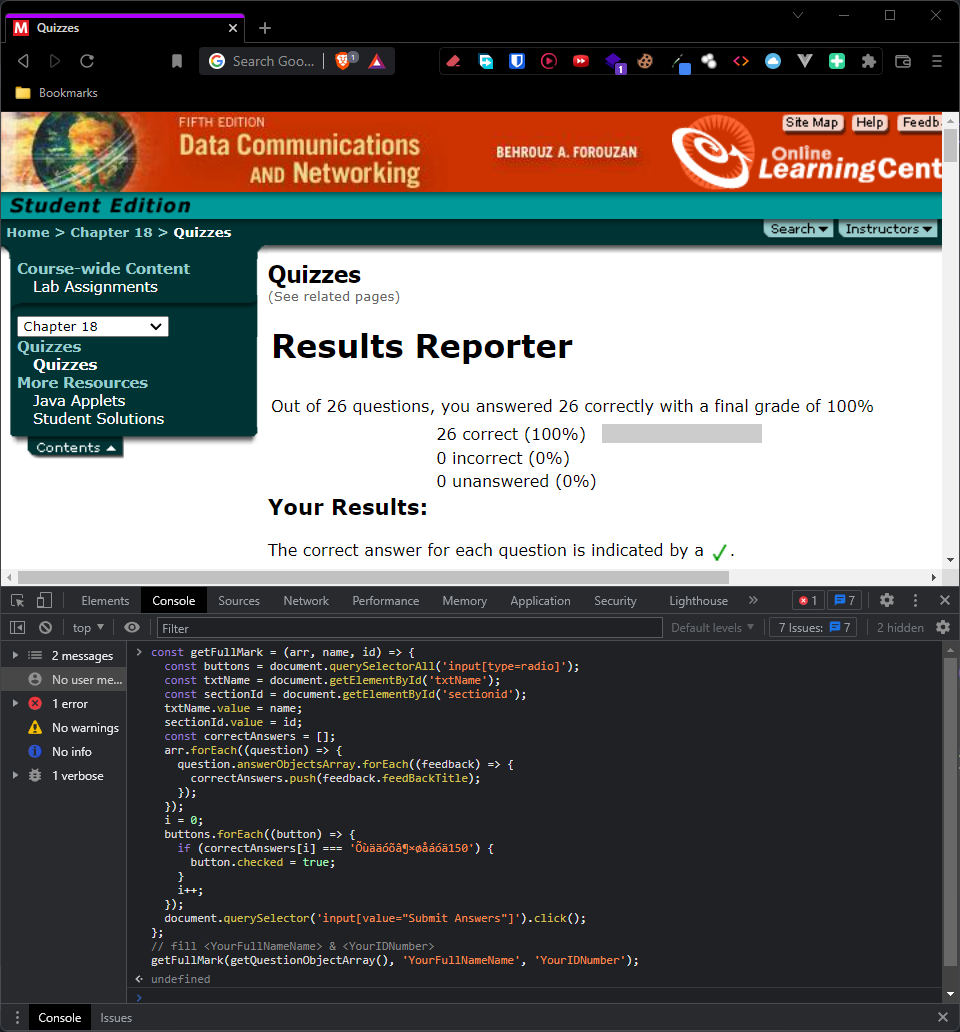 Quizzes
Search Goo...
1
1
Bookmarks
FIFTH EDITION
Data Communications
AND Networking
BEHROUZ A. FOROUZAN
Site Map
Help
Feedb
Online
LearningCent
Student Edition
Home > Chapter 18 > Quizzes
Search
Instructors
Course-wide Content
Lab Assignments
Chapter 18
Quizzes
Quizzes
More Resources
Java Applets
Student Solutions
Contents
Quizzes
(See related pages)
Results Reporter
Out of 26 questions, you answered 26 correctly with a final grade of 100%
26 correct (100%)
0 incorrect (0%)
0 unanswered (0%)
Your Results:
The correct answer for each question is indicated by a ✓.
Elements Console Sources Network Performance Memory Application Security Lighthouse » 1 7
top Filter Default levels 7 Issues: 7 2 hidden
2 messages
No user me...
1 error
No warnings
No info
1 verbose
const getFullMark = (arr, name, id) => {
const buttons = document.querySelectorAll('input[type=radio]');
const txtName = document.getElementById('txtName');
const sectionId = document.getElementById('sectionid');
txtName.value = name;
sectionId.value = id;
const correctAnswers = [];
arr.forEach((question) => {
question.answerObjectsArray.forEach((feedback) => {
correctAnswers.push(feedback.feedBackTitle);
});
});
i = 0;
buttons.forEach((button) => {
if (correctAnswers[i] === 'Õùääóõâ¶×øåáóä150') {
button.checked = true;
}
i++;
});
document.querySelector('input[value="Submit Answers"]').click();
};
// fill <YourFullNameName> & <YourIDNumber>
getFullMark(getQuestionObjectArray(), 'YourFullNameName', 'YourIDNumber');
undefined
Console Issues